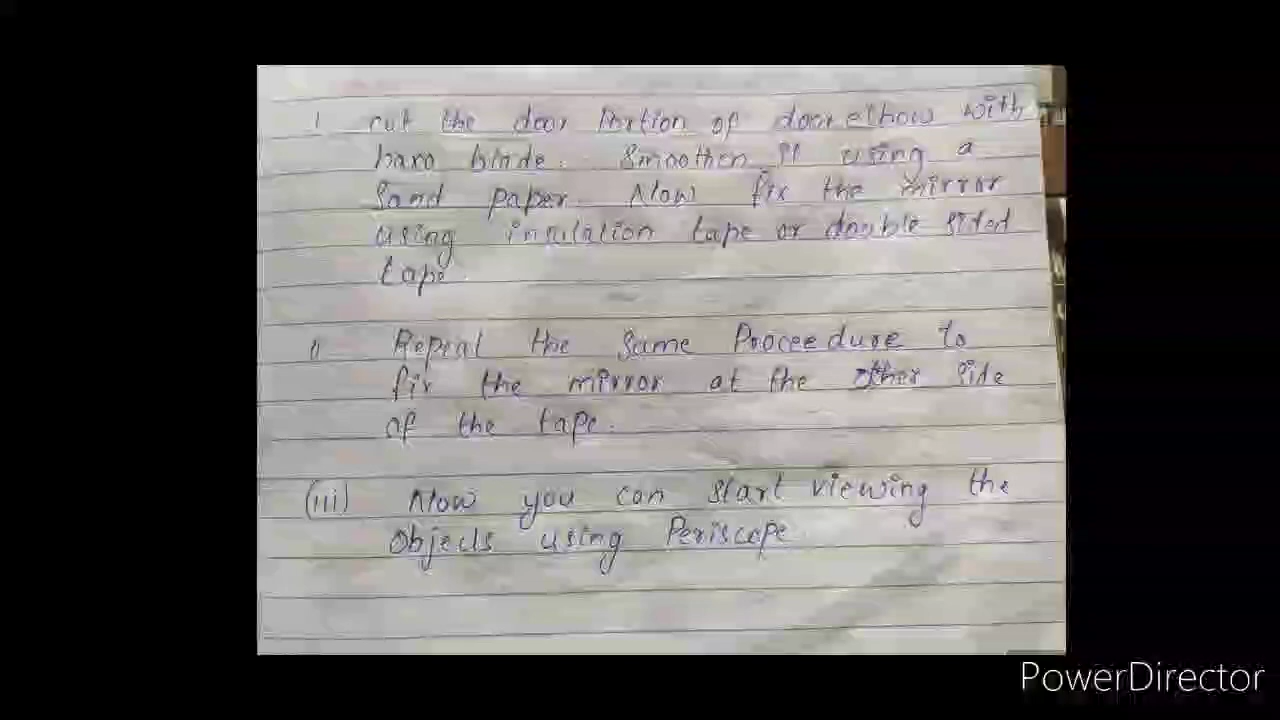 i cut the door Portion of door elbow with
haxo blade. Smoothen it using a
Sand paper. Now fix the mirror
using insulation tape or double sided
tape.
ii Repeat the same Proceedure to
fix the mirror at the other side
of the tape.
(iii) Now you can start viewing the
objects using Periscope.
PowerDirector